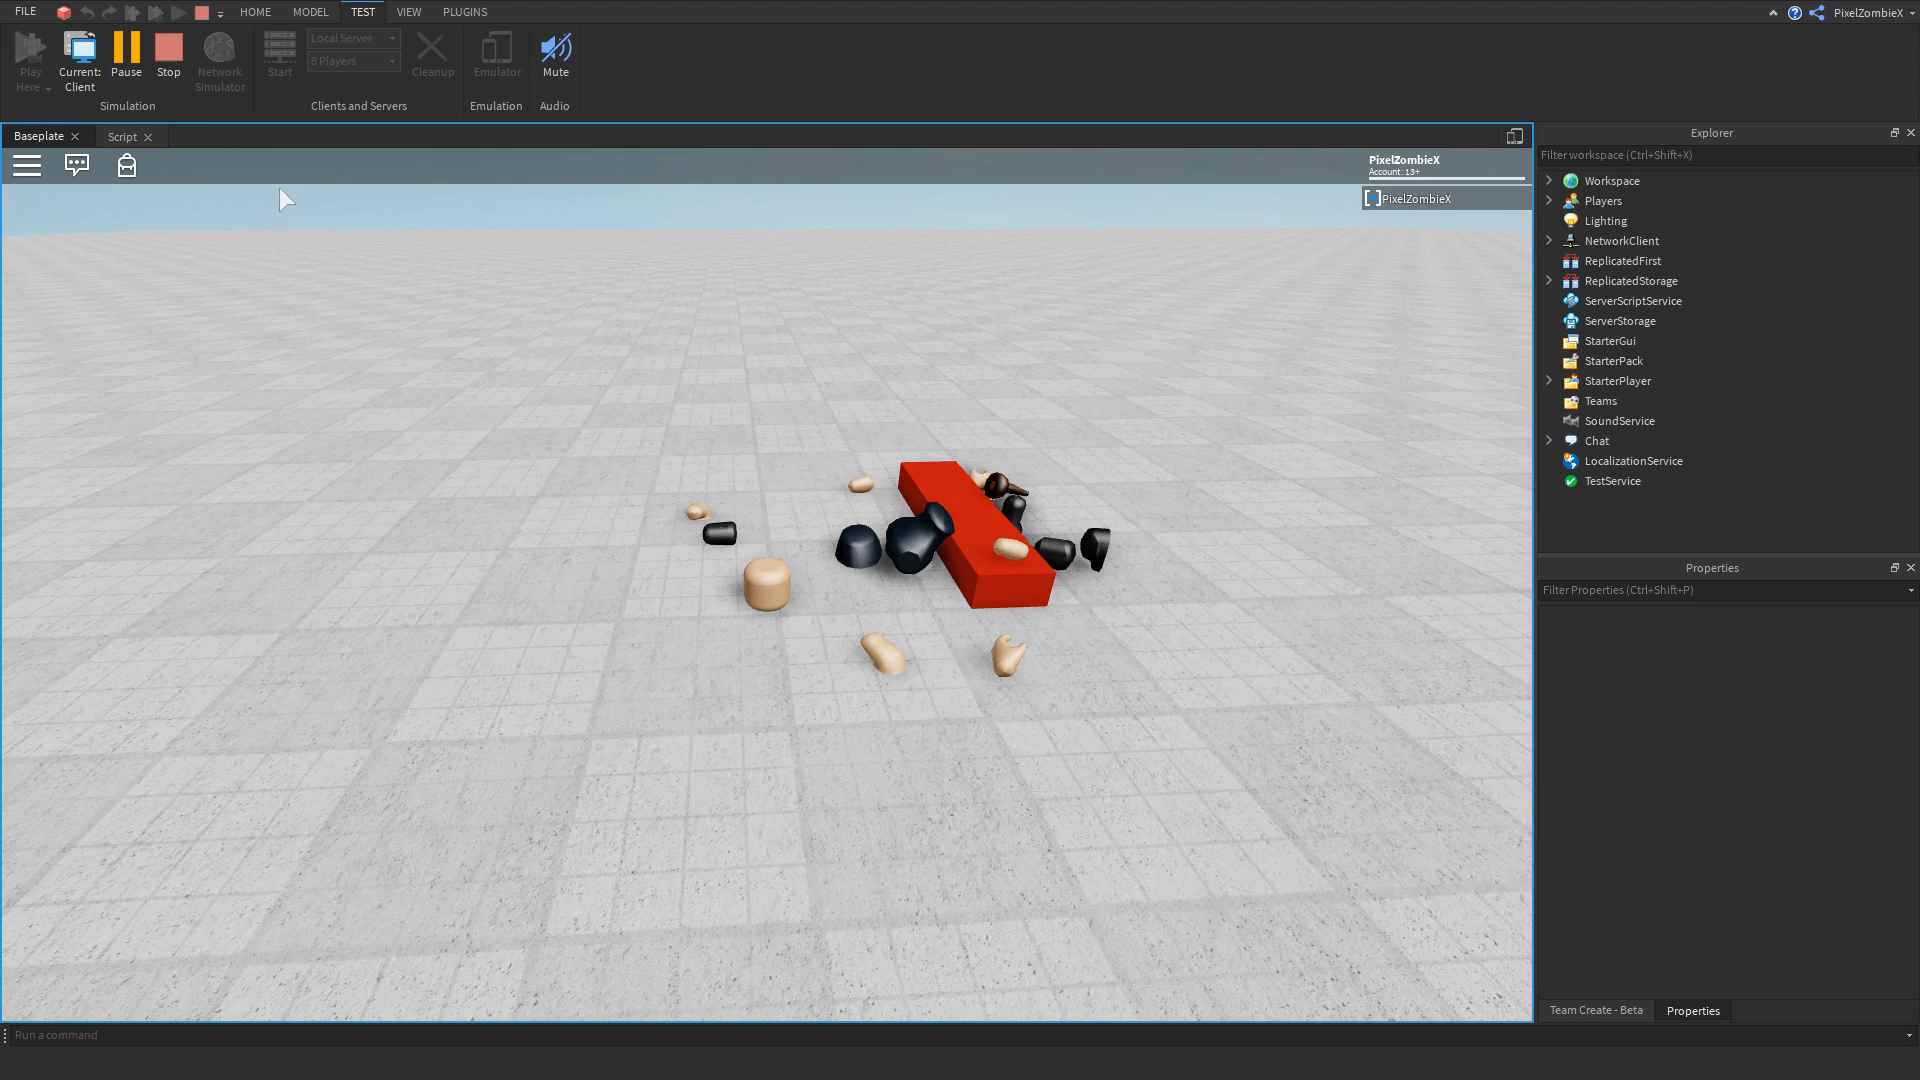 FILE
HOME
MODEL
TEST
VIEW
PLUGINS
PixelZombieX
Play
Here
Current:
Client
Pause
Stop
Network
Simulator
Simulation
Start
Local Server
8 Players
Cleanup
Clients and Servers
Emulator
Emulation
Mute
Audio
Baseplate
Script
PixelZombieX
Account: 13+
PixelZombieX
Explorer
Filter workspace (Ctrl+Shift+X)
Workspace
Players
Lighting
NetworkClient
ReplicatedFirst
ReplicatedStorage
ServerScriptService
ServerStorage
StarterGui
StarterPack
StarterPlayer
Teams
SoundService
Chat
LocalizationService
TestService
Properties
Filter Properties (Ctrl+Shift+P)
Team Create - Beta
Properties
Run a command